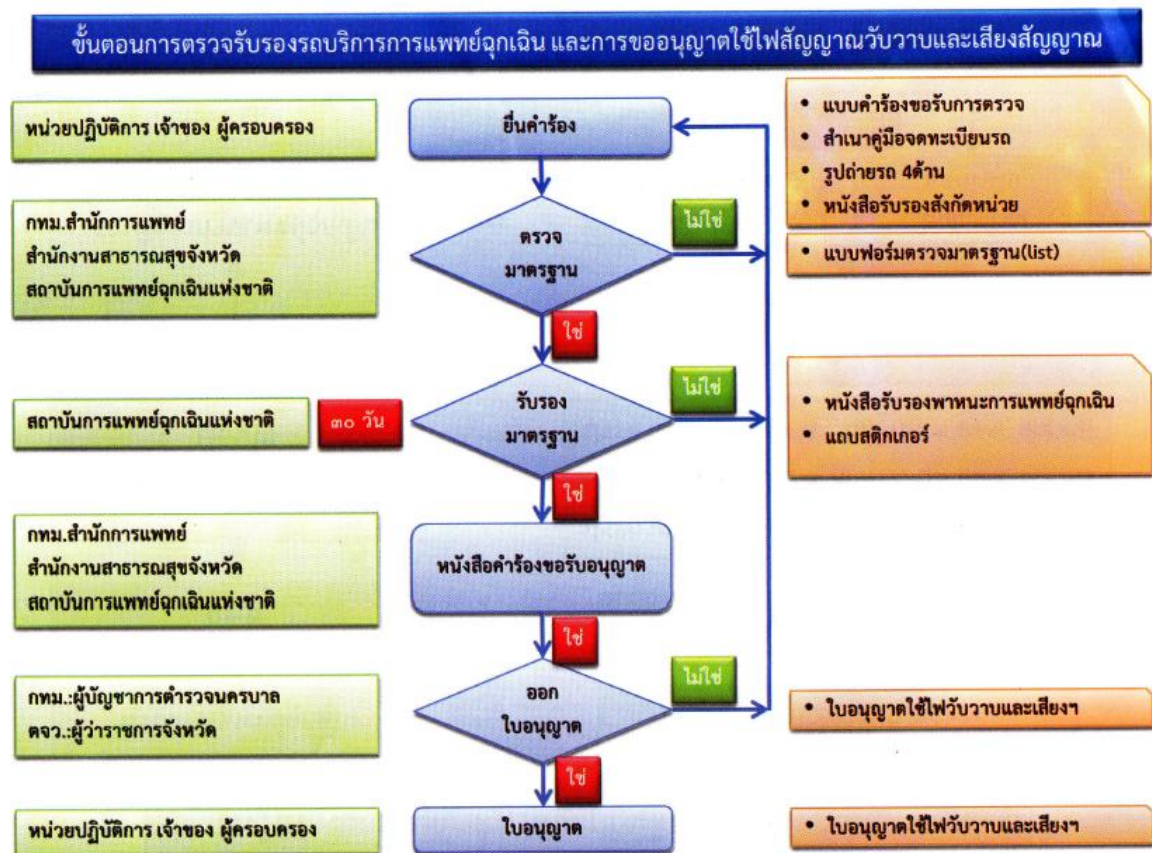 ขั้นตอนการตรวจรับรองรถบริการการแพทย์ฉุกเฉิน และการขออนุญาตใช้ไฟสัญญาณวับวาบและเสียงสัญญาณ
หน่วยปฏิบัติการ เจ้าของ ผู้ครอบครอง
ยื่นคำร้อง
• แบบคำร้องขอรับการตรวจ
• สำเนาคู่มือจดทะเบียนรถ
• รูปถ่ายรถ 4ด้าน
• หนังสือรับรองสังกัดหน่วย
กทม.สำนักการแพทย์
สำนักงานสาธารณสุขจังหวัด
สถาบันการแพทย์ฉุกเฉินแห่งชาติ
ตรวจ
มาตรฐาน
ไม่ใช่
• แบบฟอร์มตรวจมาตรฐาน(list)
ใช่
สถาบันการแพทย์ฉุกเฉินแห่งชาติ
๓๐ วัน
รับรอง
มาตรฐาน
ไม่ใช่
• หนังสือรับรองพาหนะการแพทย์ฉุกเฉิน
• แถบสติกเกอร์
ใช่
กทม.สำนักการแพทย์
สำนักงานสาธารณสุขจังหวัด
สถาบันการแพทย์ฉุกเฉินแห่งชาติ
หนังสือคำร้องขอรับอนุญาต
ใช่
กทม.:ผู้บัญชาการตำรวจนครบาล
ตจว.:ผู้ว่าราชการจังหวัด
ออก
ใบอนุญาต
ไม่ใช่
• ใบอนุญาตใช้ไฟวับวาบและเสียงฯ
ใช่
หน่วยปฏิบัติการ เจ้าของ ผู้ครอบครอง
ใบอนุญาต
• ใบอนุญาตใช้ไฟวับวาบและเสียงฯ